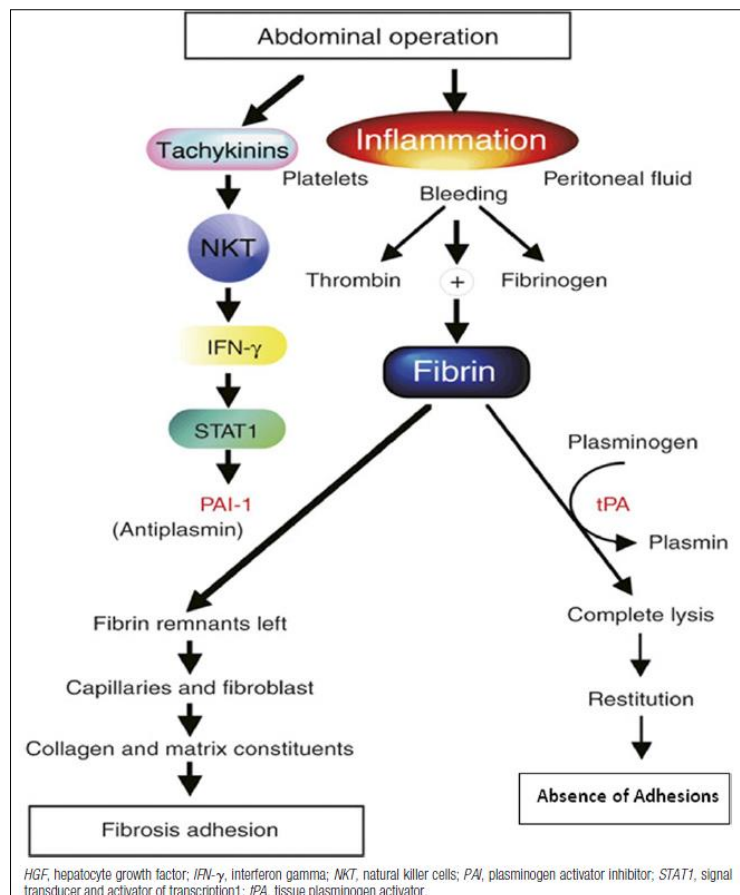 Abdominal operation
Tachykinins
Inflammation
Platelets
Bleeding
Peritoneal fluid
NKT
Thrombin
+
Fibrinogen
IFN-γ
Fibrin
STAT1
Plasminogen
PAI-1
(Antiplasmin)
tPA
Plasmin
Fibrin remnants left
Complete lysis
Capillaries and fibroblast
Restitution
Collagen and matrix constituents
Absence of Adhesions
Fibrosis adhesion
HGF, hepatocyte growth factor; IFN-γ, interferon gamma; NKT, natural killer cells; PAI, plasminogen activator inhibitor; STAT1, signal
transducer and activator of transcription1; tPA, tissue plasminogen activator.